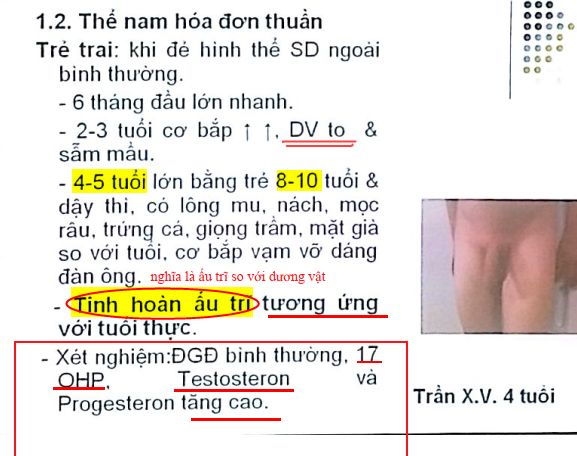 1.2. Thể nam hóa đơn thuần
Trẻ trai: khi đẻ hình thể SD ngoài
bình thường.
- 6 tháng đầu lớn nhanh.
- 2-3 tuổi cơ bắp ↑ ↑, DV to &
sẫm mầu.
- 4-5 tuổi lớn bằng trẻ 8-10 tuổi &
dậy thì, có lông mu, nách, mọc
râu, trứng cá, giọng trầm, mặt già
so với tuổi, cơ bắp vạm vỡ dáng
đàn ông. nghĩa là ấu trĩ so với dương vật
- Tinh hoàn ấu trĩ tương ứng
với tuổi thực.
- Xét nghiệm:ĐGĐ bình thường, 17
OHP, Testosteron và
Progesteron tăng cao.
Trần X.V. 4 tuổi